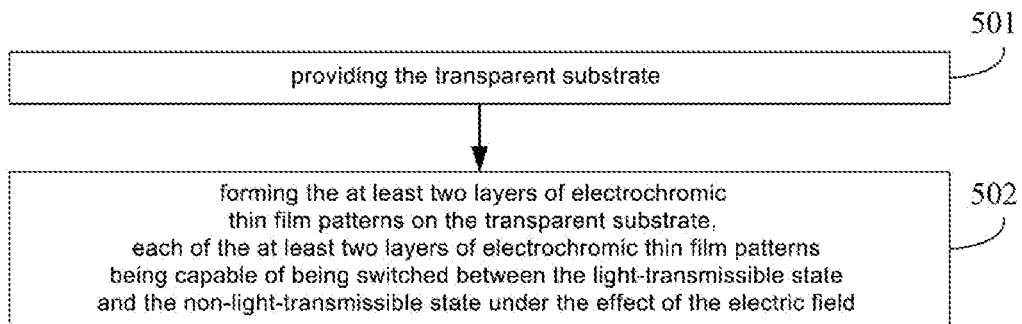 501
providing the transparent substrate
502
forming the at least two layers of electrochromic
thin film patterns on the transparent substrate,
each of the at least two layers of electrochromic thin film patterns
being capable of being switched between the light-transmissible state
and the non-light-transmissible state under the effect of the electric field